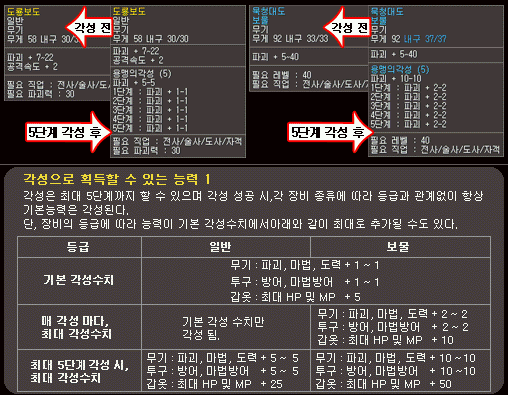 도룡보도
일반
무기
무게 58 내구 30/30
파괴 + 7-22
공격속도 + 2
필요 직업 : 전사/술사/도사/
필요 파괴력 : 30
각성 전
도룡보도
일반
무기
무게 58 내구 30/30
파괴 + 7-22
공격속도 + 2
용맹의각성 (5)
파괴 + 5-5
1단계 : 파괴 + 1-1
2단계 : 파괴 + 1-1
3단계 : 파괴 + 1-1
4단계 : 파괴 + 1-1
5단계 : 파괴 + 1-1
필요 직업 : 전사/술사/도사/자객
필요 파괴력 : 30
5단계 각성 후
묵청대도
보물
무기
무게 92 내구 33/33
파괴 + 5-40
필요 레벨 : 40
필요 직업 : 전사/술사/도사/
각성 전
묵청대도
보물
무기
무게 92 내구 37/37
파괴 + 5-40
용맹의각성 (5)
파괴 + 10-10
1단계 : 파괴 + 2-2
2단계 : 파괴 + 2-2
3단계 : 파괴 + 2-2
4단계 : 파괴 + 2-2
5단계 : 파괴 + 2-2
필요 레벨 : 40
필요 직업 : 전사/술사/도사/자객
5단계 각성 후
각성으로 획득할 수 있는 능력 1
각성은 최대 5단계까지 할 수 있으며 각성 성공 시,각 장비 종류에 따라 등급과 관계없이 항상
기본능력은 각성된다.
단, 장비의 등급에 따라 능력이 기본 각성수치에서아래와 같이 최대로 추가될 수도 있다.
등급 일반 보물
기본 각성수치
무기 : 파괴, 마법, 도력 + 1 ~ 1
투구 : 방어, 마법방어 + 1 ~ 1
갑옷 : 최대 HP 및 MP + 5
매 각성 마다,
최대 각성수치
기본 각성 수치만
각성 됨.
무기 : 파괴, 마법, 도력 + 2 ~ 2
투구 : 방어, 마법방어 + 2 ~ 2
갑옷 : 최대 HP 및 MP + 10
최대 5단계 각성 시,
최대 각성수치
무기 : 파괴, 마법, 도력 + 5 ~ 5
투구 : 방어, 마법방어 + 5 ~ 5
갑옷 : 최대 HP 및 MP + 25
무기 : 파괴, 마법, 도력 + 10 ~10
투구 : 방어, 마법방어 + 10 ~10
갑옷 : 최대 HP 및 MP + 50